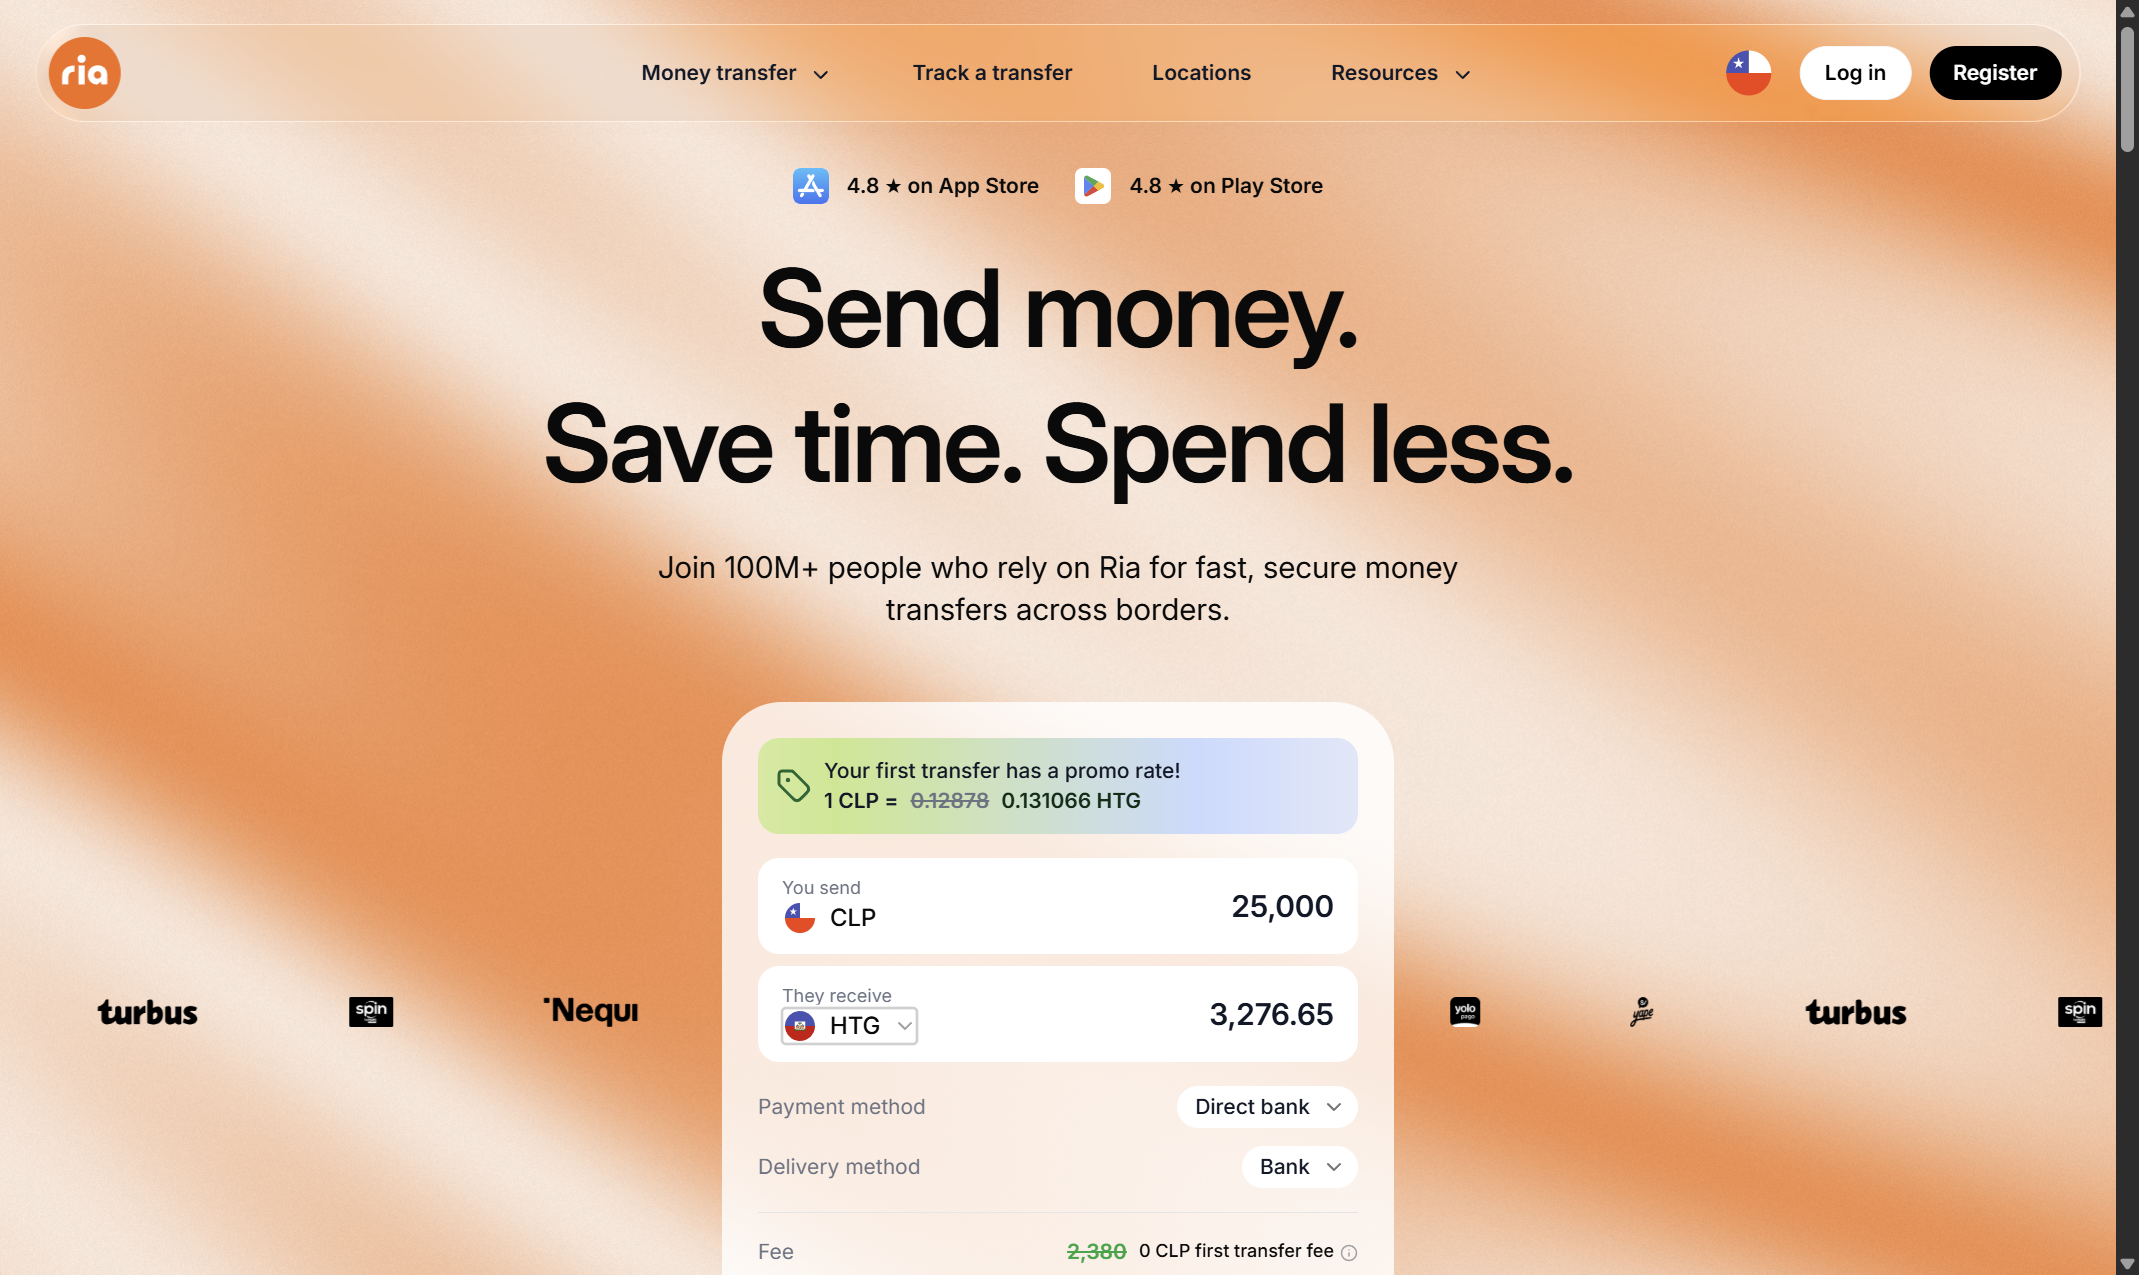 ria
Money transfer
Track a transfer
Locations
Resources
Log in
Register
4.8 ★ on App Store
4.8 ★ on Play Store
Send money.
Save time. Spend less.
Join 100M+ people who rely on Ria for fast, secure money
transfers across borders.
Your first transfer has a promo rate!
1 CLP = 0.12878 0.131066 HTG
You send
CLP
25,000
They receive
HTG
3,276.65
turbus
spin
Nequi
yolo
pago
S/
yape
turbus
spin
Payment method
Direct bank
Delivery method
Bank
Fee
2,380 0 CLP first transfer fee